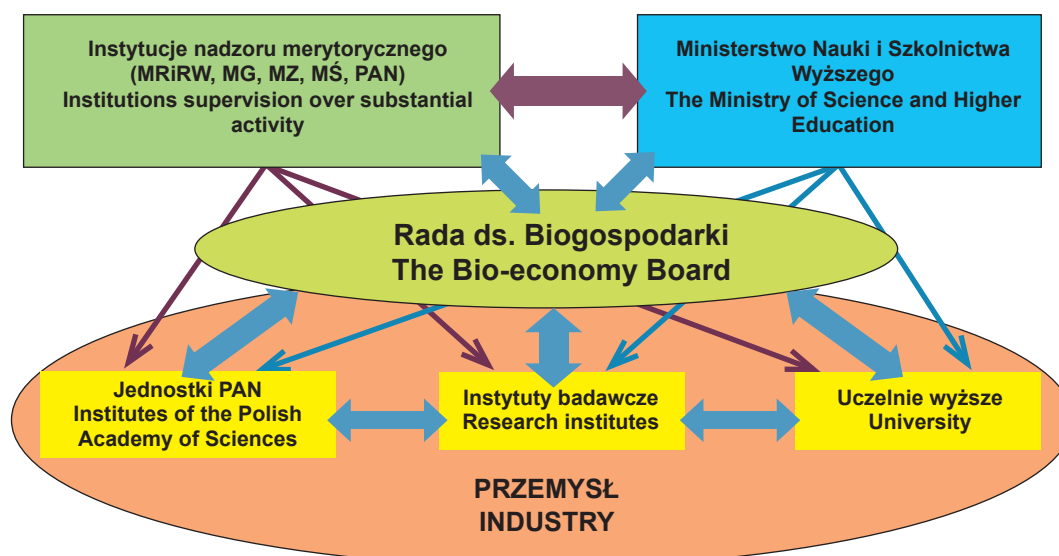 Instytucje nadzoru merytorycznego
(MRiRW, MG, MZ, MŚ, PAN)
Institutions supervision over substantial
activity
Ministerstwo Nauki i Szkolnictwa
Wyższego
The Ministry of Science and Higher
Education
Rada ds. Biogospodarki
The Bio-economy Board
Jednostki PAN
Institutes of the Polish
Academy of Sciences
Instytuty badawcze
Research institutes
Uczelnie wyższe
University
PRZEMYSŁ
INDUSTRY